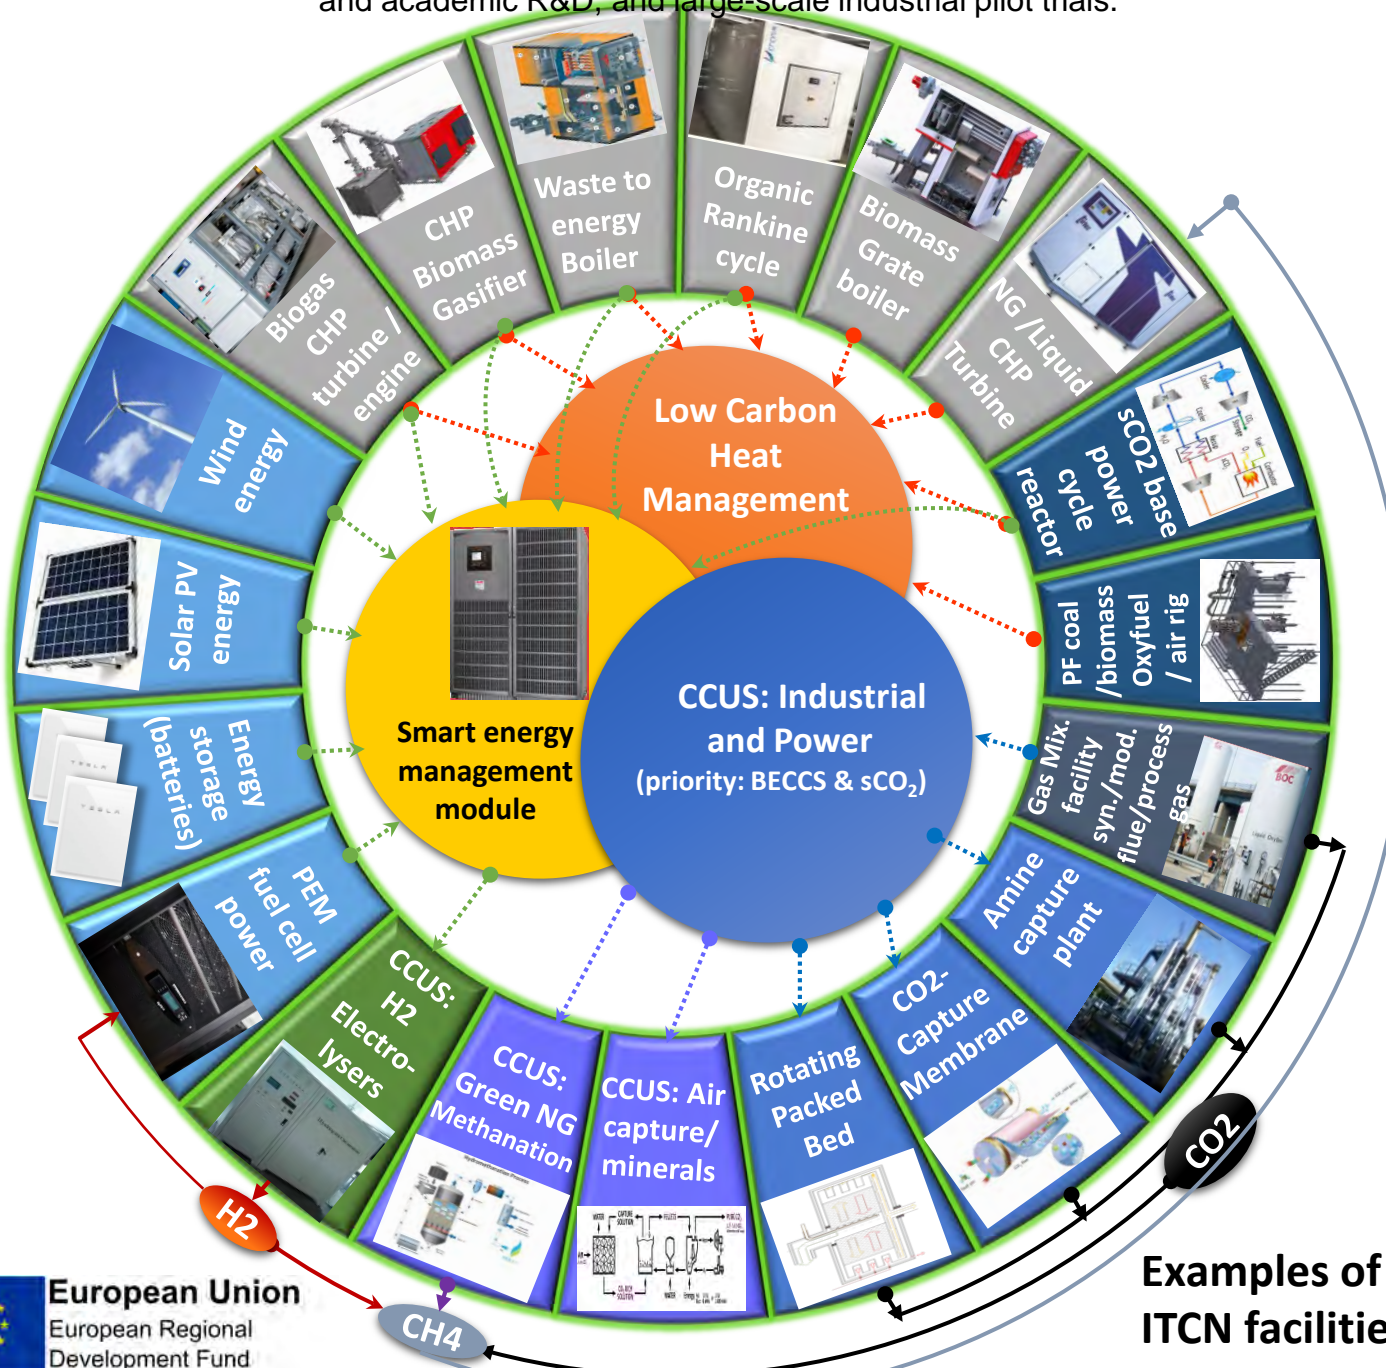 and academic R&D, and large-scale industrial pilot trials.
Waste to
energy
Boiler
Organic
Rankine
cycle
Biomass
Grate
boiler
NG /Liquid
CHP
Turbine
sCO2 base
power
cycle
reactor
PF coal
/biomass
Oxyfuel
/ air rig
Gas Mix.
facility
syn./mod.
flue/process
gas
BOC
Amine
capture
plant
CO2-
Capture
Membrane
Rotating
Packed
Bed
CCUS: Air
capture/
minerals
CCUS:
Green NG
Methanation
CCUS:
H2
Electro-
lysers
PEM
fuel cell
power
Energy
storage
(batteries)
TESLA
TESLA
Solar PV
energy
Wind
energy
Biogas
CHP
turbine /
engine
CHP
Biomass
Gasifier
Low Carbon
Heat
Management
Smart energy
management
module
CCUS: Industrial
and Power
(priority: BECCS & sCO2)
H2
CH4
CO2
European Union
European Regional
Development Fund
Examples of
ITCN facilitie